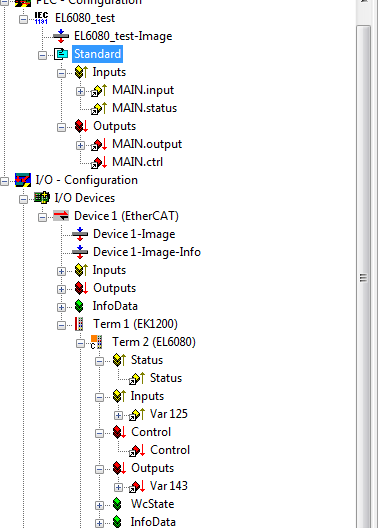 PLC - Configuration
IEC
1131
EL6080_test
EL6080_test-Image
Standard
Inputs
MAIN.input
MAIN.status
Outputs
MAIN.output
MAIN.ctrl
I/O - Configuration
I/O Devices
Device 1 (EtherCAT)
Device 1-Image
Device 1-Image-Info
Inputs
Outputs
InfoData
Term 1 (EK1200)
Term 2 (EL6080)
Status
Status
Inputs
Var 125
Control
Control
Outputs
Var 143
WcState
InfoData